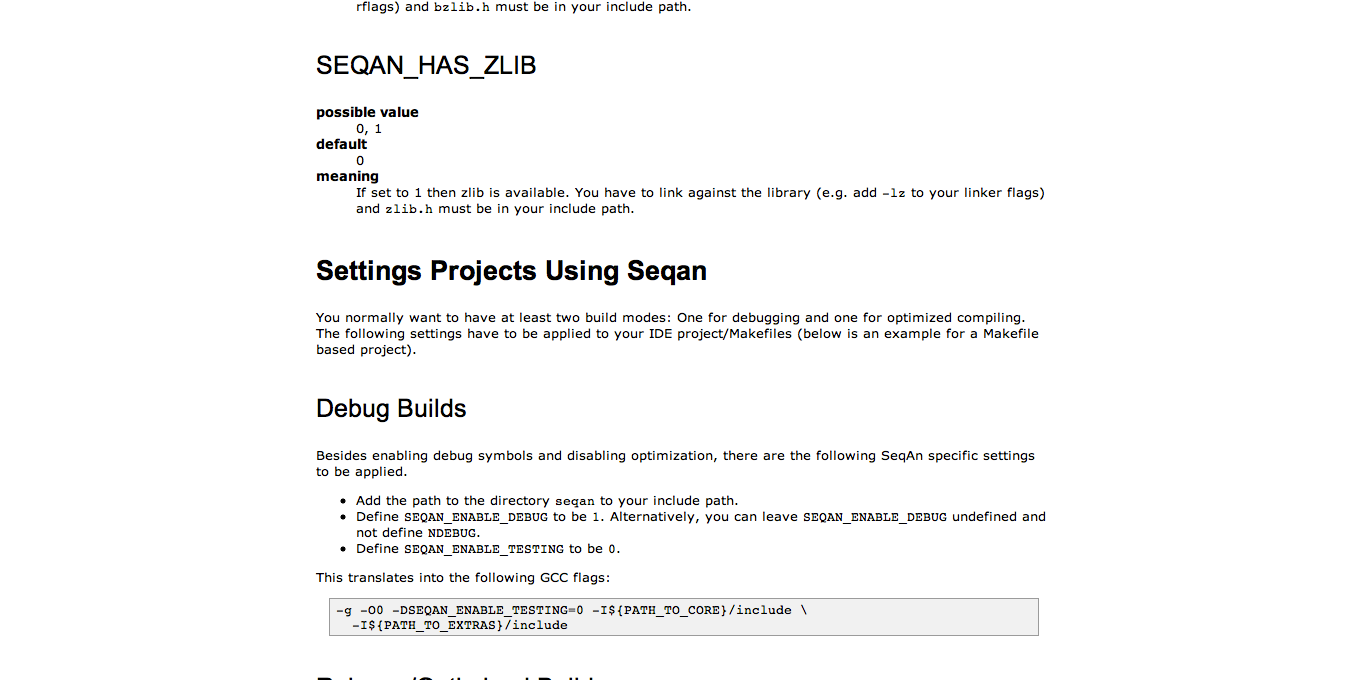 rflags) and bzlib.h must be in your include path.
SEQAN_HAS_ZLIB
possible value
0, 1
default
0
meaning
If set to 1 then zlib is available. You have to link against the library (e.g. add -lz to your linker flags)
and zlib.h must be in your include path.
Settings Projects Using Seqan
You normally want to have at least two build modes: One for debugging and one for optimized compiling.
The following settings have to be applied to your IDE project/Makefiles (below is an example for a Makefile
based project).
Debug Builds
Besides enabling debug symbols and disabling optimization, there are the following SeqAn specific settings
to be applied.
• Add the path to the directory seqan to your include path.
• Define SEQAN_ENABLE_DEBUG to be 1. Alternatively, you can leave SEQAN_ENABLE_DEBUG undefined and
not define NDEBUG.
• Define SEQAN_ENABLE_TESTING to be 0.
This translates into the following GCC flags:
-g -O0 -DSEQAN_ENABLE_TESTING=0 -I${PATH_TO_CORE}/include \
-I${PATH_TO_EXTRAS}/include